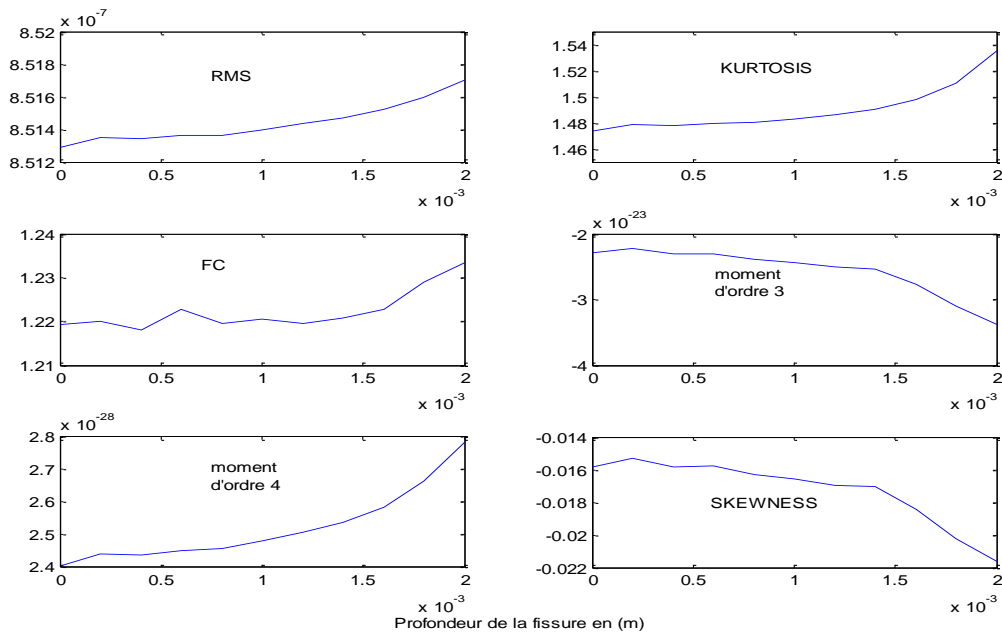 x 10-7
8.52
8.518
8.516
8.514
8.512
RMS
0 0.5 1 1.5 2
x 10-3
1.54
1.52
1.5
1.48
1.46
KURTOSIS
0 0.5 1 1.5 2
x 10-3
1.24
1.23
1.22
1.21
FC
0 0.5 1 1.5 2
x 10-3
x 10-23
-2
-3
-4
moment
d'ordre 3
0 0.5 1 1.5 2
x 10-3
x 10-28
2.8
2.7
2.6
2.5
2.4
moment
d'ordre 4
0 0.5 1 1.5 2
x 10-3
-0.014
-0.016
-0.018
-0.02
-0.022
SKEWNESS
0 0.5 1 1.5 2
x 10-3
Profondeur de la fissure en (m)